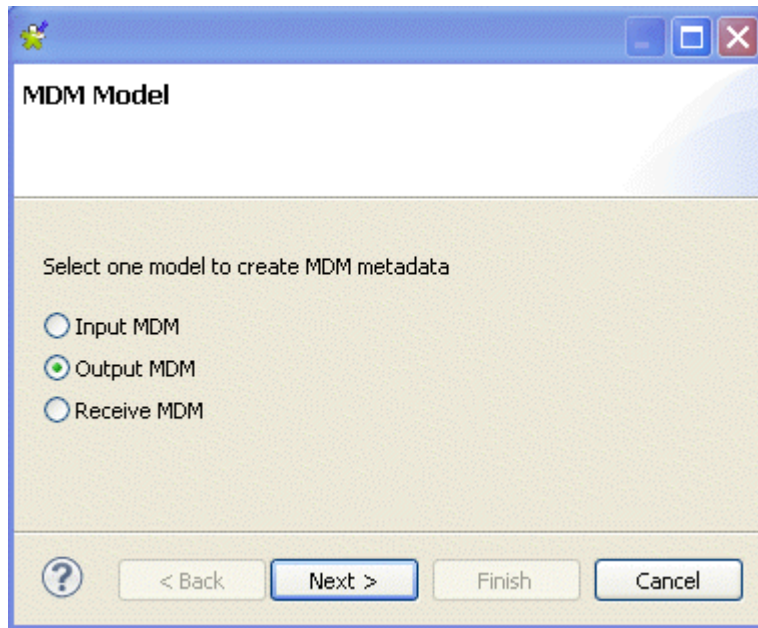 MDM Model
Select one model to create MDM metadata
Input MDM
Output MDM
Receive MDM
? < Back Next > Finish Cancel